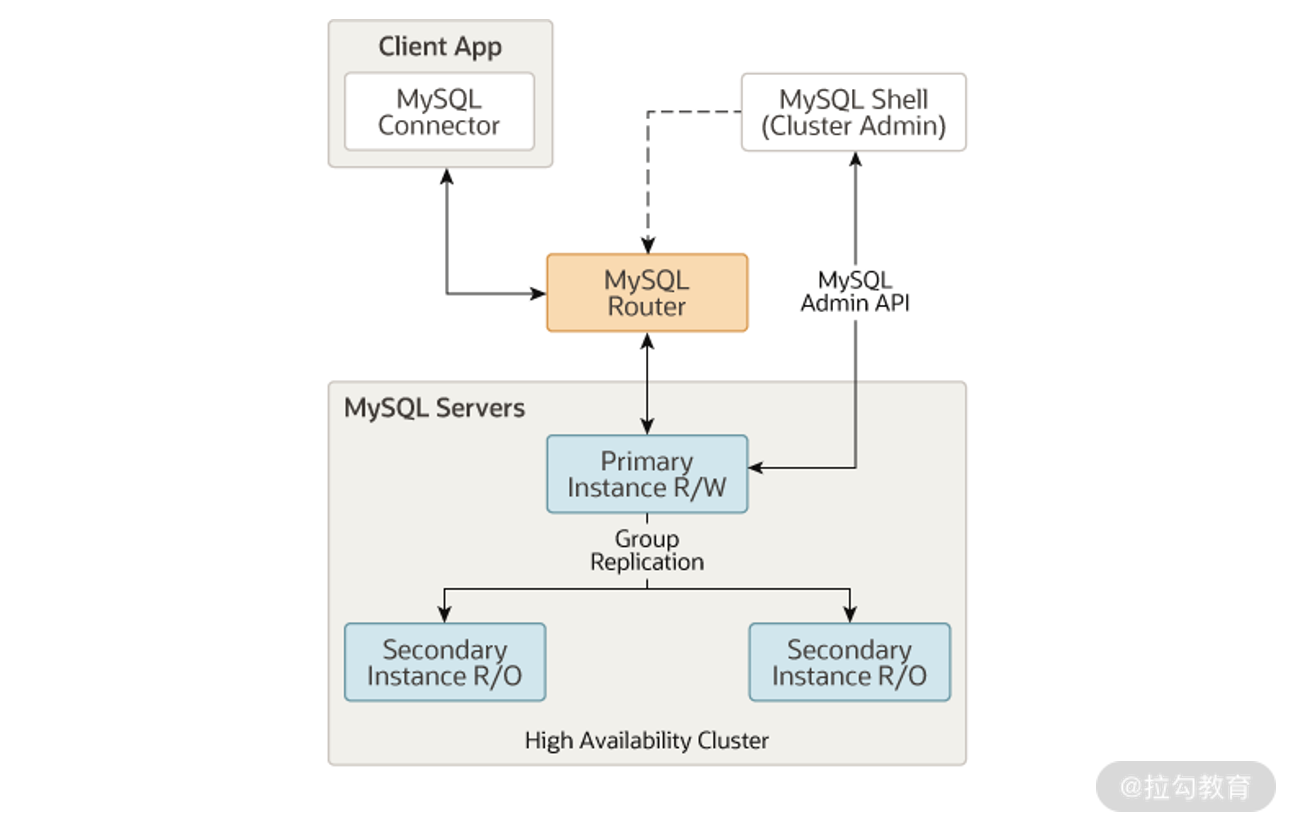 Client App
MySQL
Connector
MySQL Shell
(Cluster Admin)
MySQL
Router
MySQL
Admin API
MySQL Servers
Primary
Instance R/W
Group
Replication
Secondary
Instance R/O
Secondary
Instance R/O
High Availability Cluster
@拉勾教育